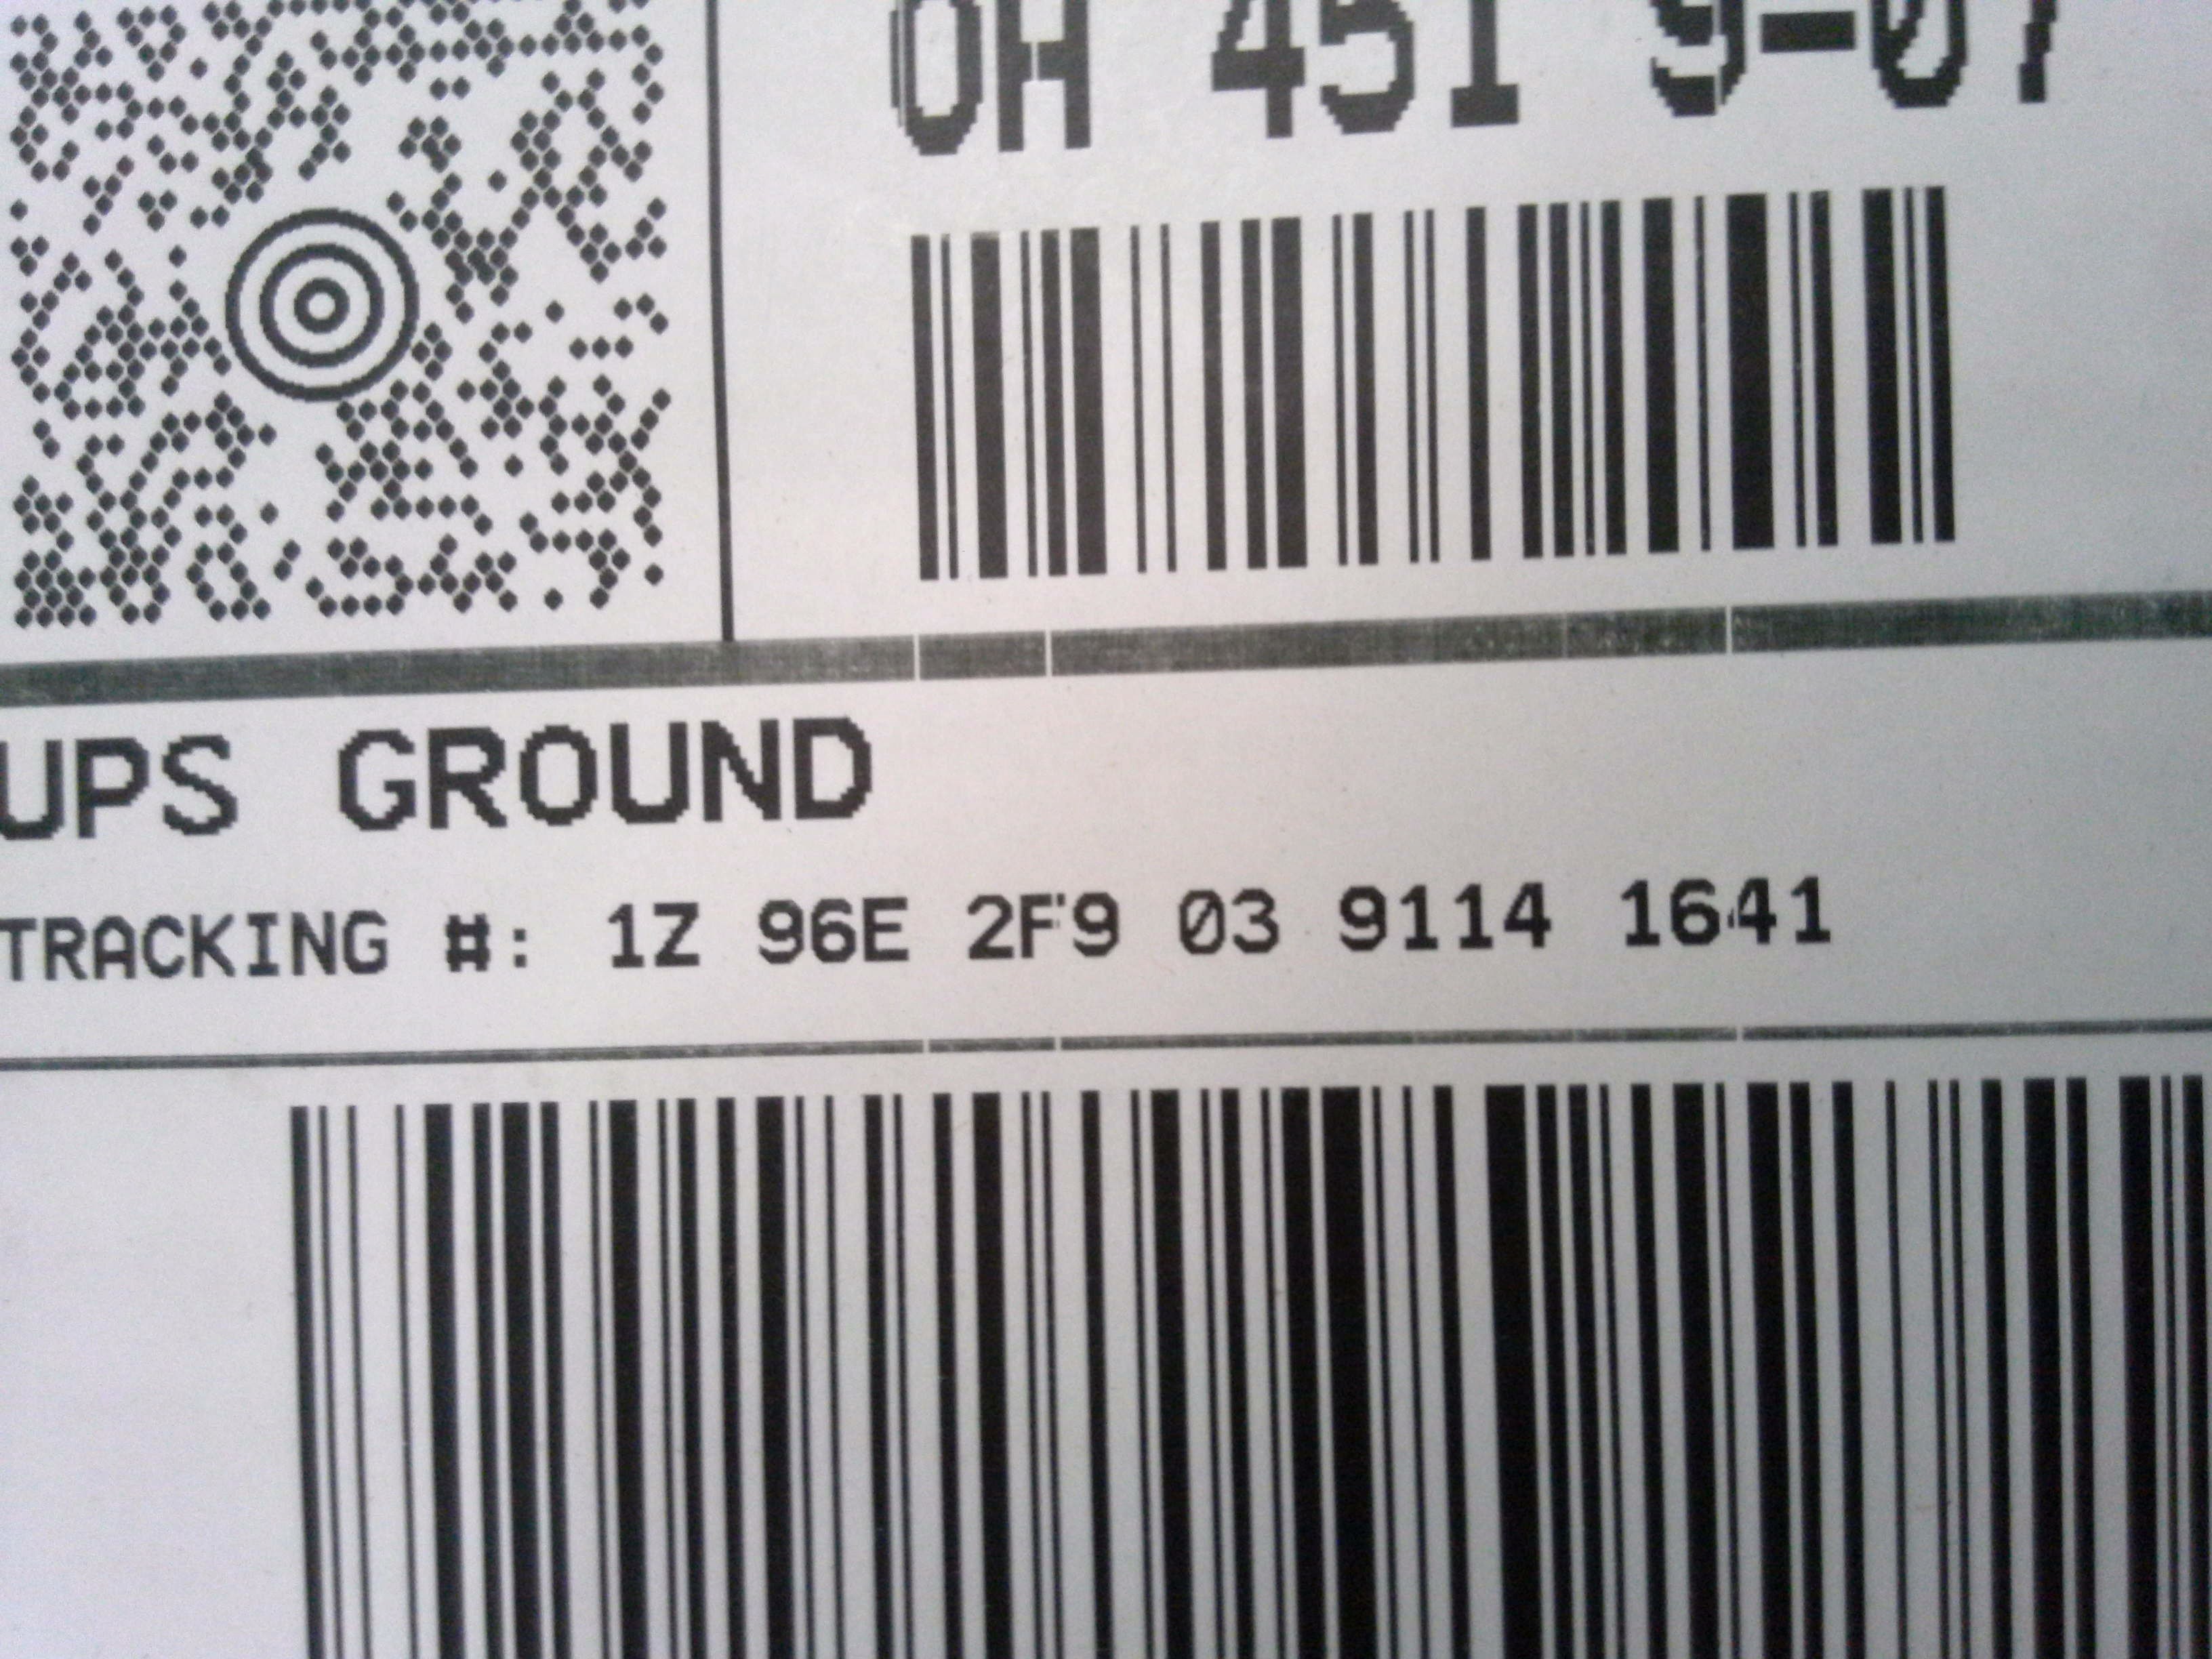 OH 451 9-07
UPS GROUND
TRACKING #: 1Z 96E 2F9 03 9114 1641